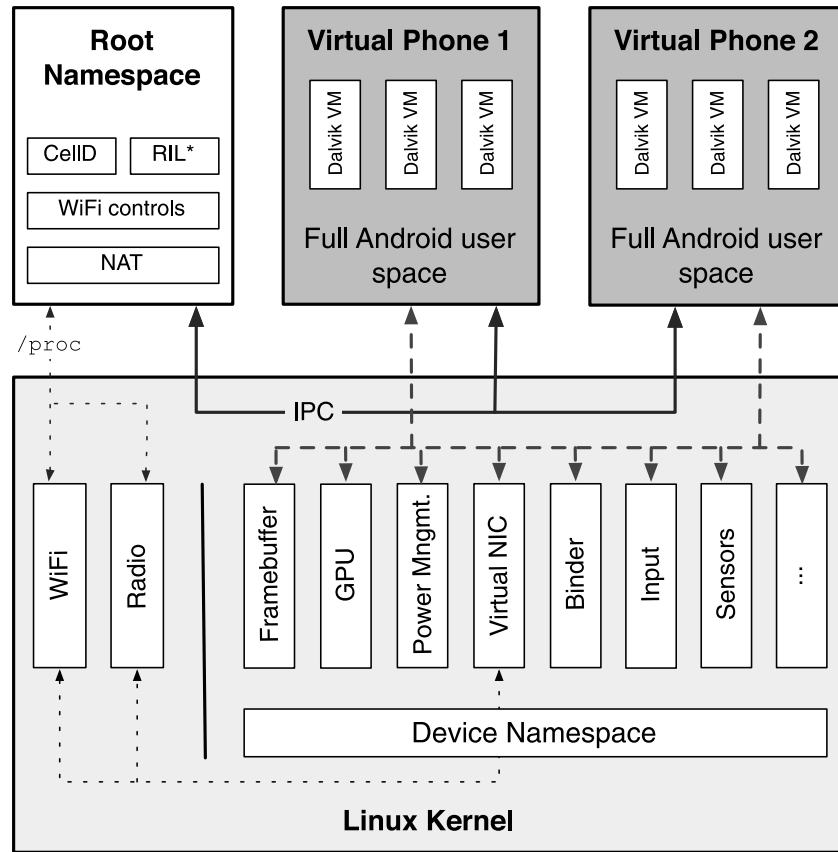 Root
Namespace
CellID
RIL*
WiFi controls
NAT
Virtual Phone 1
Dalvik VM
Dalvik VM
Dalvik VM
Full Android user
space
Virtual Phone 2
Dalvik VM
Dalvik VM
Dalvik VM
Full Android user
space
/proc
IPC
WiFi
Radio
Framebuffer
GPU
Power Mngmt.
Virtual NIC
Binder
Input
Sensors
...
Device Namespace
Linux Kernel